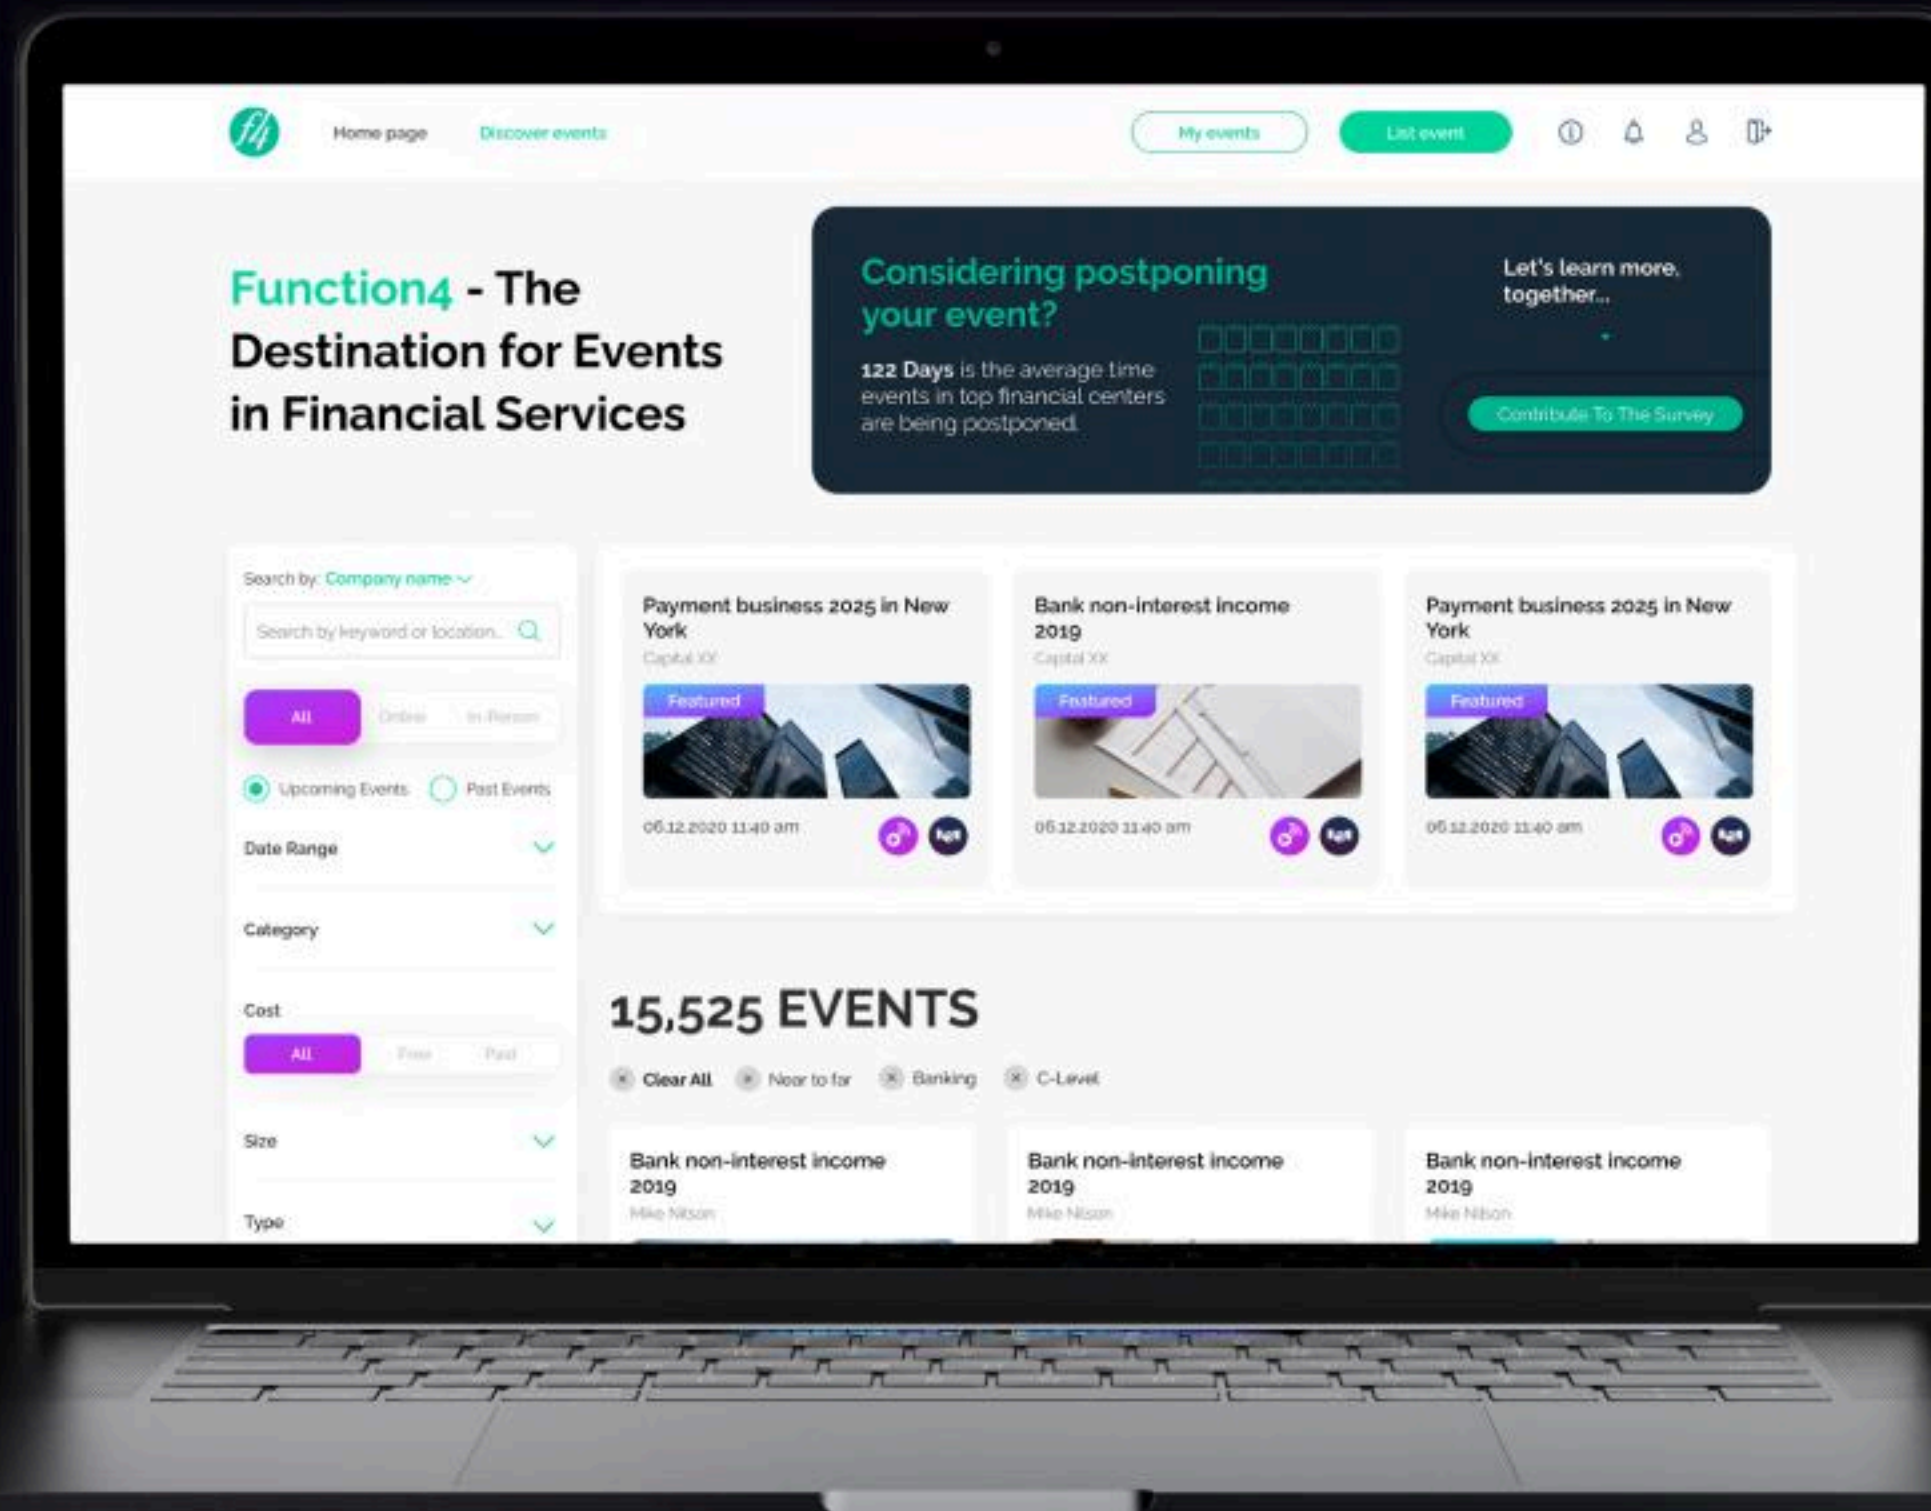 f4
Home page
Discover events
My events
List event
Function4 - The
Destination for Events
in Financial Services
Considering postponing
your event?
122 Days is the average time
events in top financial centers
are being postponed.
Let's learn more,
together...
Contribute To The Survey
Search by: Company name
Search by keyword or location...
All
Online
In-Person
Upcoming Events
Past Events
Date Range
Category
Cost
All
Free
Paid
Size
Type
Payment business 2025 in New
York
Capital XX
Featured
06.12.2020 11:40 am
Bank non-interest income
2019
Capital XX
Featured
06.12.2020 11:40 am
Payment business 2025 in New
York
Capital XX
Featured
06.12.2020 11:40 am
15,525 EVENTS
Clear All
Near to far
Banking
C-Level
Bank non-interest income
2019
Mike Nilson
Bank non-interest income
2019
Mike Nilson
Bank non-interest income
2019
Mike Nilson